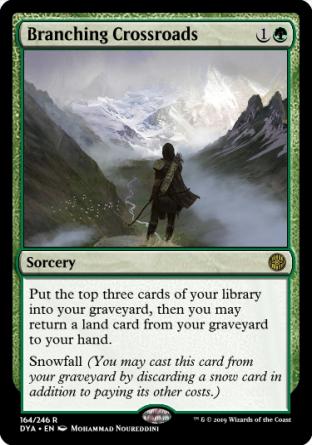 Branching Crossroads 1
Sorcery
Put the top three cards of your library
into your graveyard, then you may
return a land card from your graveyard
to your hand.
Snowfall (You may cast this card from
your graveyard by discarding a snow card in
addition to paying its other costs.)
164/246 R
DYA • EN MOHAMMAD NOUREDDINI
™ & © 2019 Wizards of the Coast